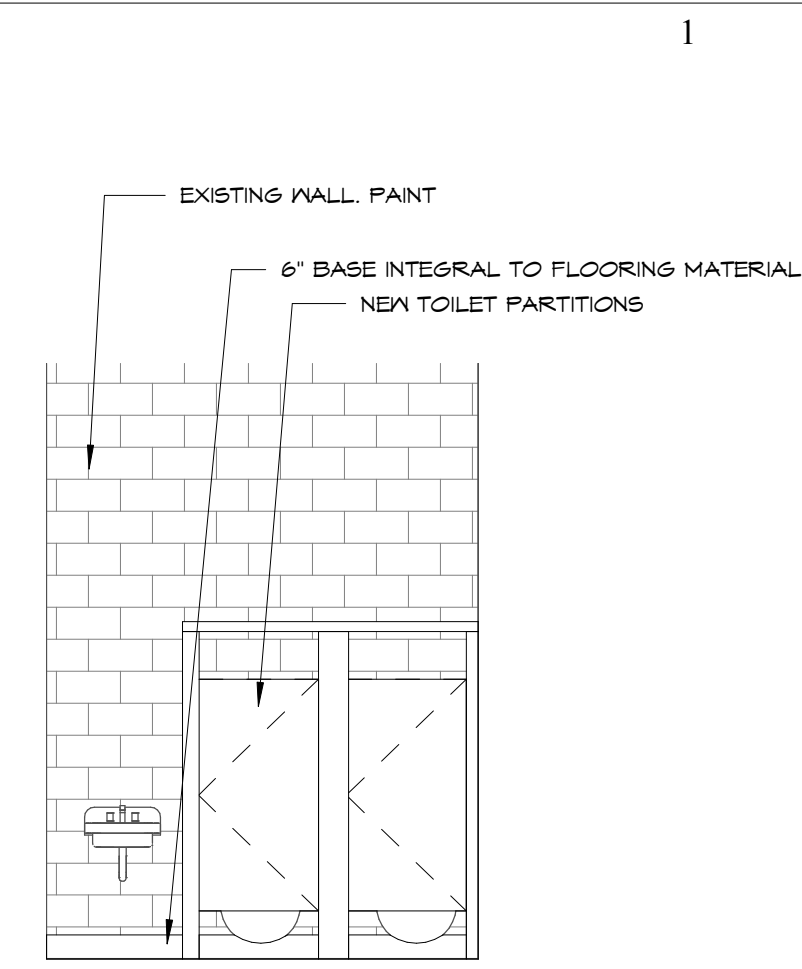 1
EXISTING WALL. PAINT
6" BASE INTEGRAL TO FLOORING MATERIAL
NEW TOILET PARTITIONS